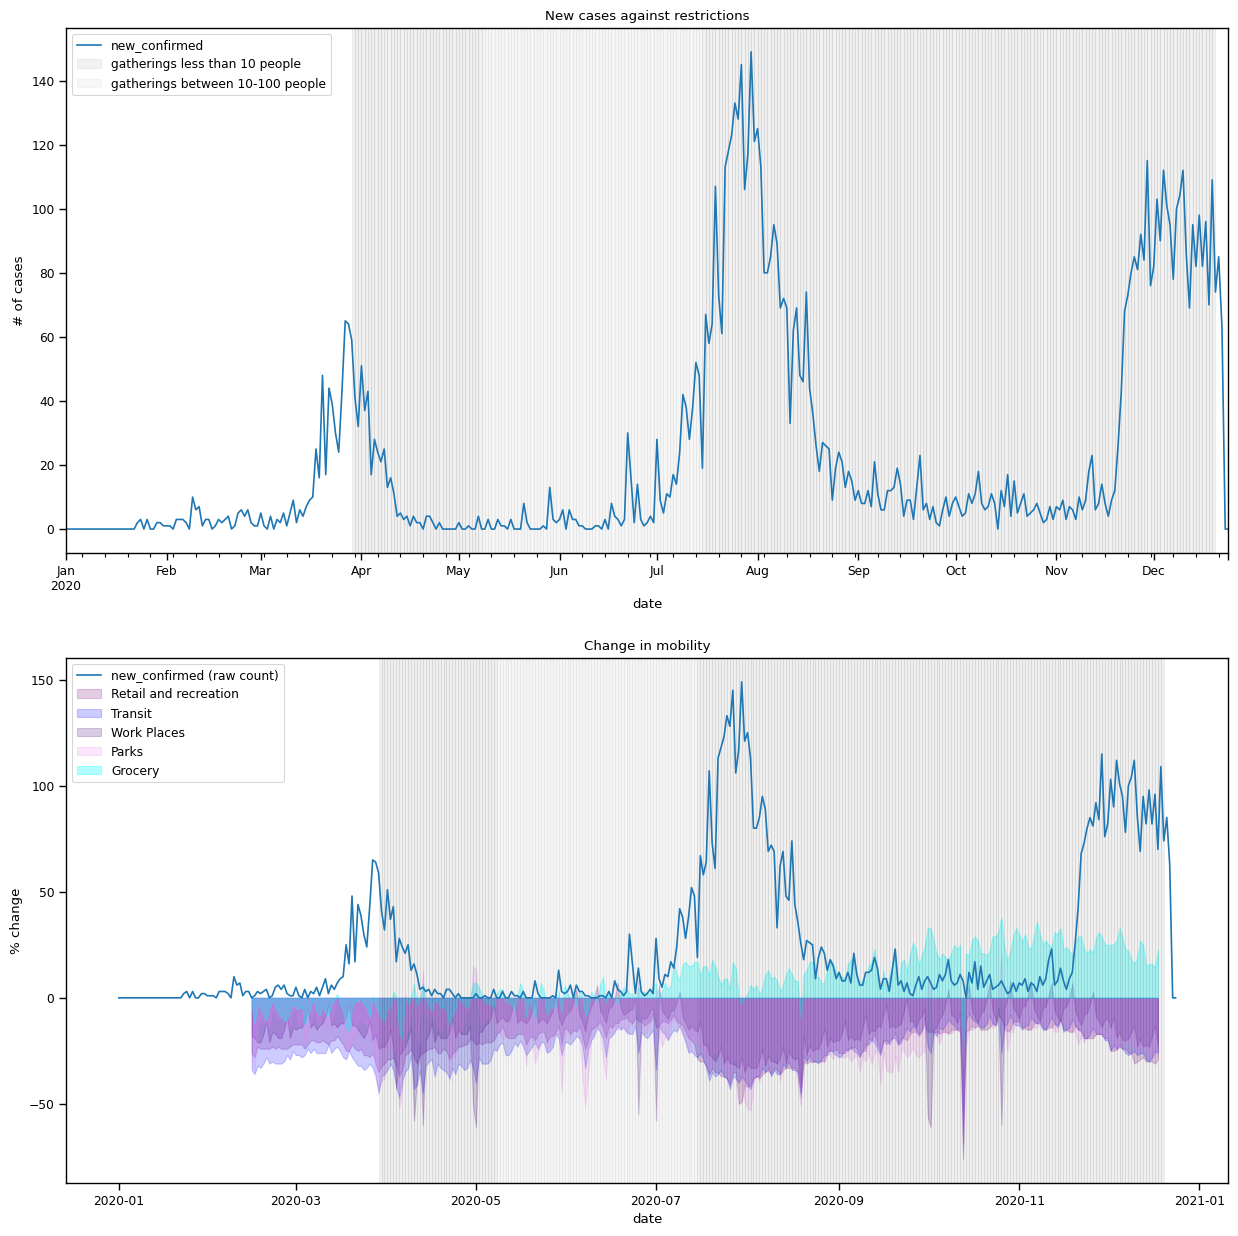 New cases against restrictions
new_confirmed
gatherings less than 10 people
gatherings between 10-100 people
140
120
100
80
60
40
20
0
# of cases
Jan Feb Mar Apr May Jun Jul Aug Sep Oct Nov Dec
2020
date
Change in mobility
new_confirmed (raw count)
Retail and recreation
Transit
Work Places
Parks
Grocery
150
100
50
0
−50
% change
2020-01 2020-03 2020-05 2020-07 2020-09 2020-11 2021-01
date